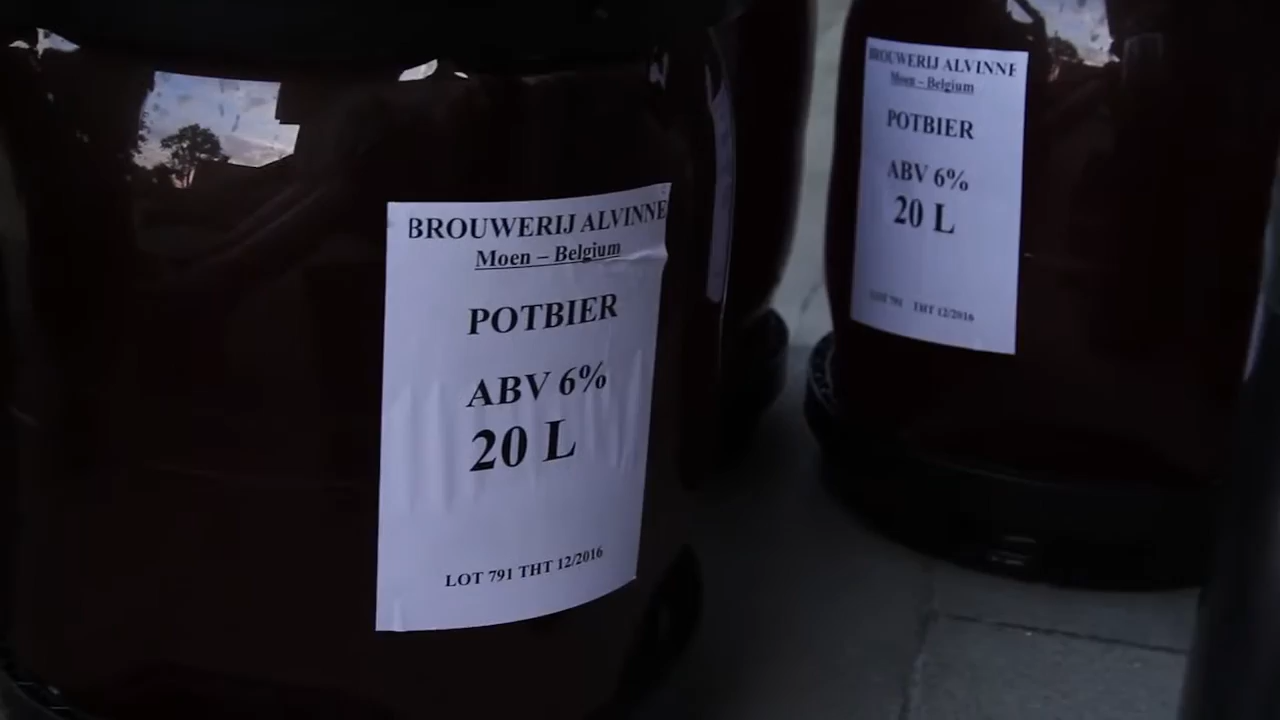 BROUWERIJ ALVINNE
Moen – Belgium
POTBIER
ABV 6%
20 L
LOT 791 THT 12/2016
BROUWERIJ ALVINNE
Moen – Belgium
POTBIER
ABV 6%
20 L
LOT 791 THT 12/2016